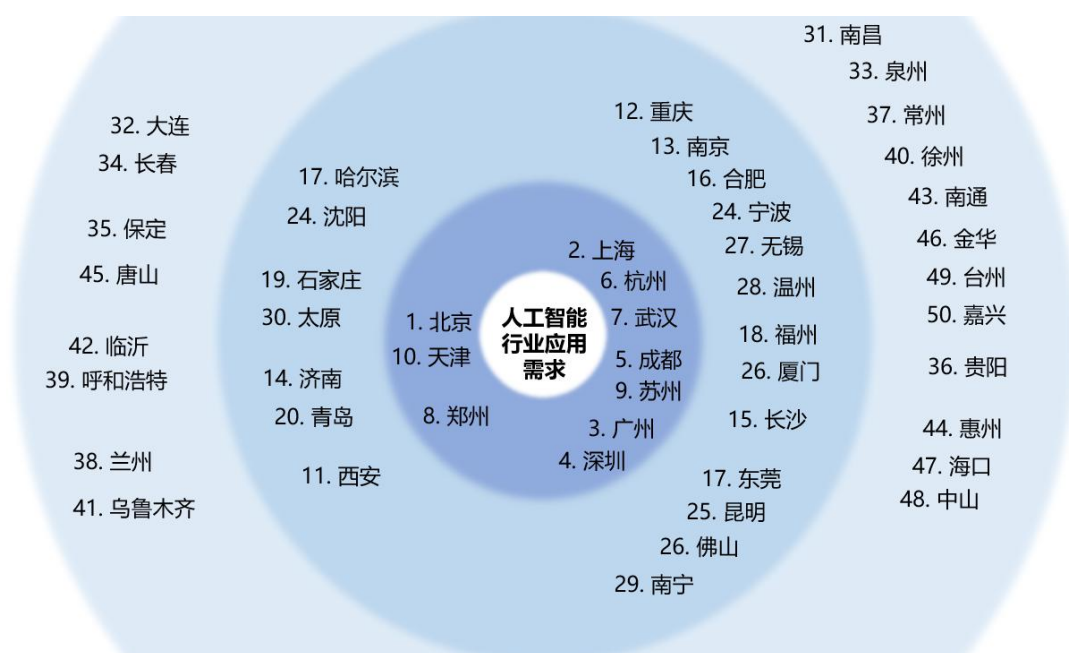 31. 南昌
33. 泉州
37. 常州
40. 徐州
43. 南通
46. 金华
49. 台州
50. 嘉兴
36. 贵阳
44. 惠州
47. 海口
48. 中山
12. 重庆
13. 南京
16. 合肥
24. 宁波
27. 无锡
28. 温州
18. 福州
26. 厦门
15. 长沙
17. 东莞
25. 昆明
26. 佛山
29. 南宁
2. 上海
6. 杭州
7. 武汉
5. 成都
9. 苏州
3. 广州
4. 深圳
人工智能
行业应用
需求
1. 北京
10. 天津
8. 郑州
17. 哈尔滨
24. 沈阳
19. 石家庄
30. 太原
14. 济南
20. 青岛
11. 西安
32. 大连
34. 长春
35. 保定
45. 唐山
42. 临沂
39. 呼和浩特
38. 兰州
41. 乌鲁木齐